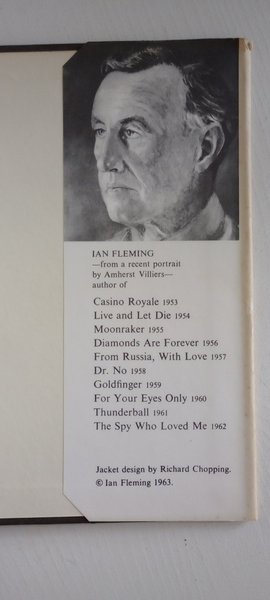 IAN FLEMING
—from a recent portrait
by Amherst Villiers—
author of
Casino Royale 1953
Live and Let Die 1954
Moonraker 1955
Diamonds Are Forever 1956
From Russia, With Love 1957
Dr. No 1958
Goldfinger 1959
For Your Eyes Only 1960
Thunderball 1961
The Spy Who Loved Me 1962
Jacket design by Richard Chopping.
© Ian Fleming 1963.